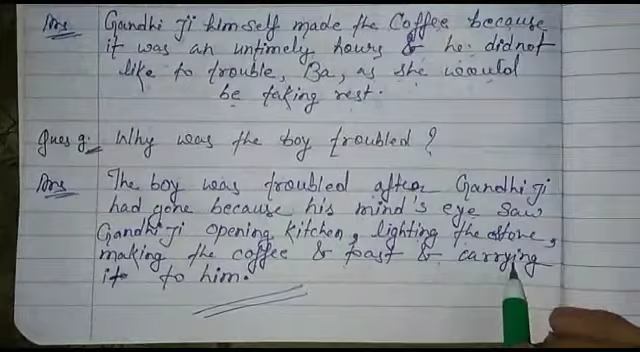 Ans Gandhi Ji himself made the Coffee because
it was an untimely hours & he didnot
like to trouble, Ba, as she would
be taking rest.
Ques 9. Why was the boy troubled?
Ans The boy was troubled after Gandhi Ji
had gone because his mind's eye saw
Gandhi Ji opening kitchen, lighting the stove,
making the coffee & toast & carrying
it to him.